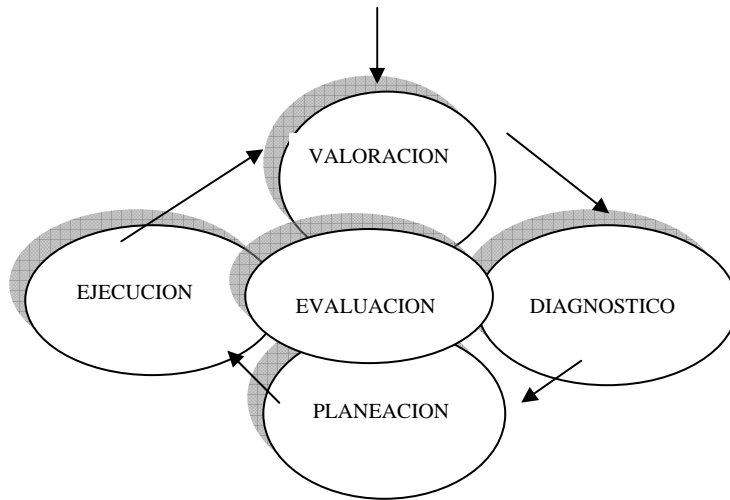 VALORACION
EJECUCION
EVALUACION
DIAGNOSTICO
PLANEACION